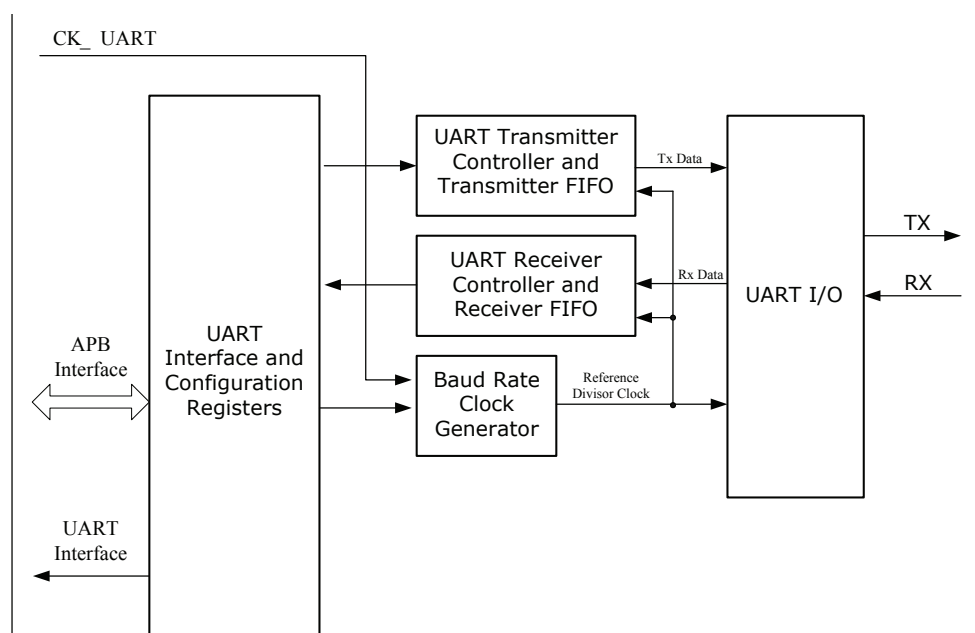 CK_ UART
UART Transmitter
Controller and
Transmitter FIFO
Tx Data
TX
UART Receiver
Controller and
Receiver FIFO
Rx Data
RX
UART I/O
UART
Interface and
Configuration
Registers
APB
Interface
Baud Rate
Clock
Generator
Reference
Divisor Clock
UART
Interface